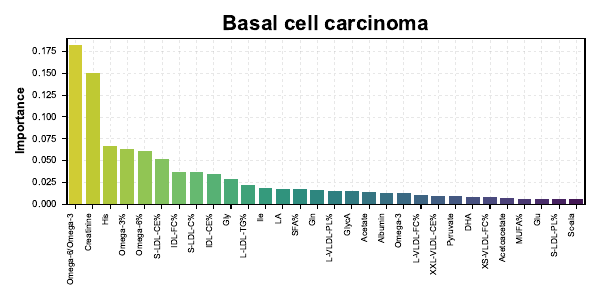 Basal cell carcinoma
Importance
0.175
0.150
0.125
0.100
0.075
0.050
0.025
0.000
Omega-6/Omega-3
Creatinine
His
Omega-3%
Omega-6%
S-LDL-CE%
IDL-FC%
S-LDL-C%
IDL-CE%
Gly
L-LDL-TG%
Ile
LA
SFA%
Gln
L-VLDL-PL%
GlycA
Acetate
Albumin
Omega-3
L-VLDL-FC%
XXL-VLDL-CE%
Pyruvate
DHA
XS-VLDL-FC%
Acetoacetate
MUFA%
Glu
S-LDL-PL%